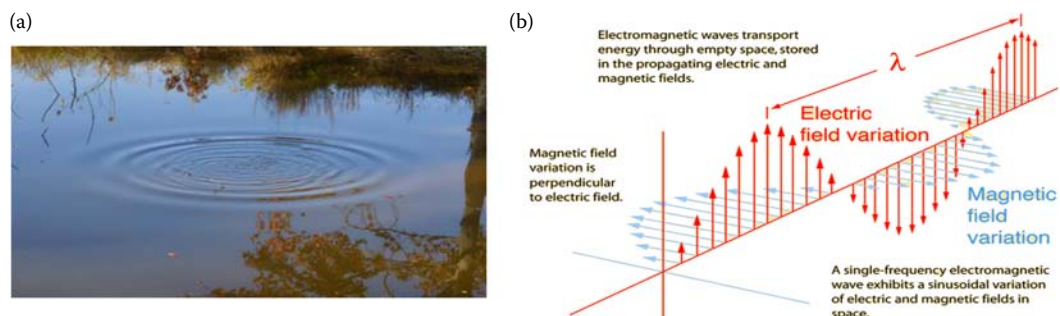 (a)
(b)
Electromagnetic waves transport
energy through empty space, stored
in the propagating electric and
magnetic fields.
λ
Electric
field variation
Magnetic field
variation is
perpendicular
to electric field.
Magnetic
field
variation
A single-frequency electromagnetic
wave exhibits a sinusoidal variation
of electric and magnetic fields in
space.